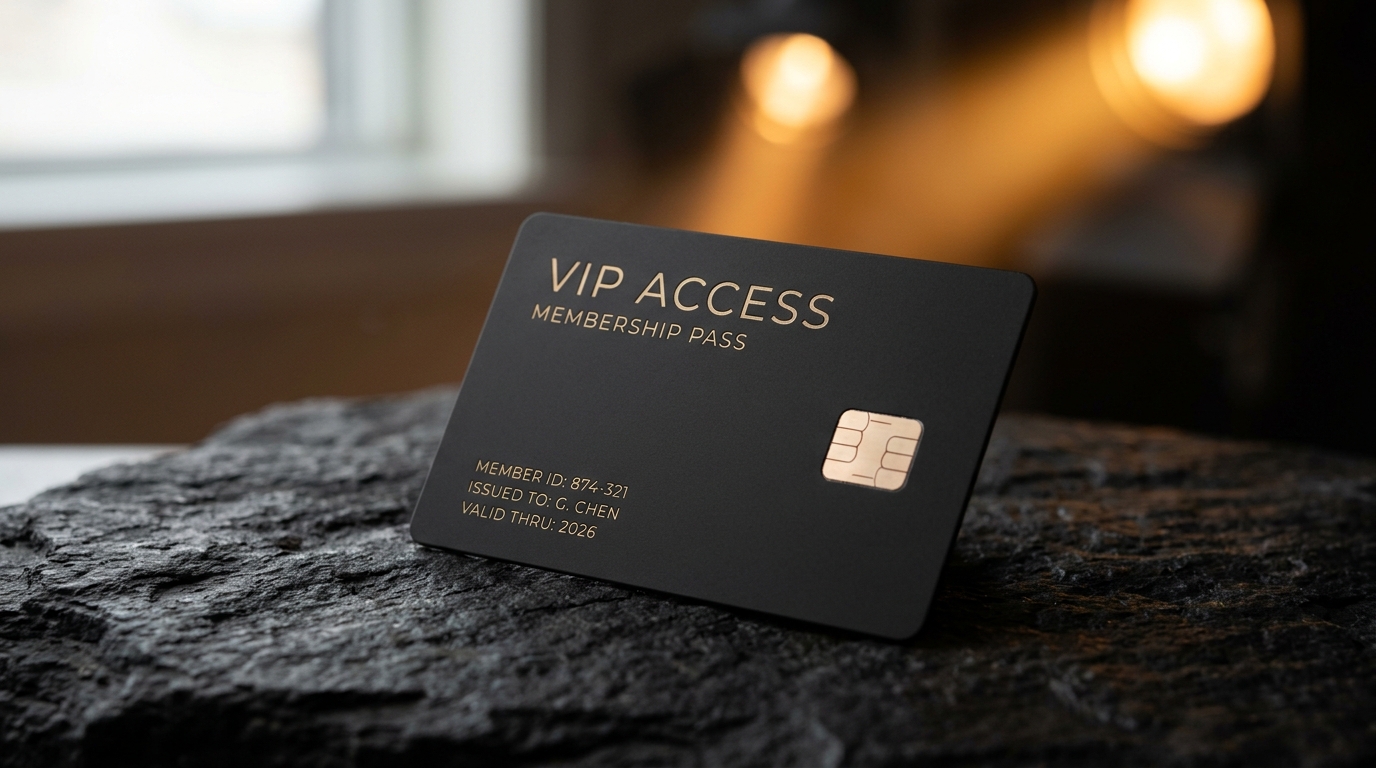 VIP ACCESS
MEMBERSHIP PASS
MEMBER ID: 874-321
ISSUED TO: G. CHEN
VALID THRU: 2026